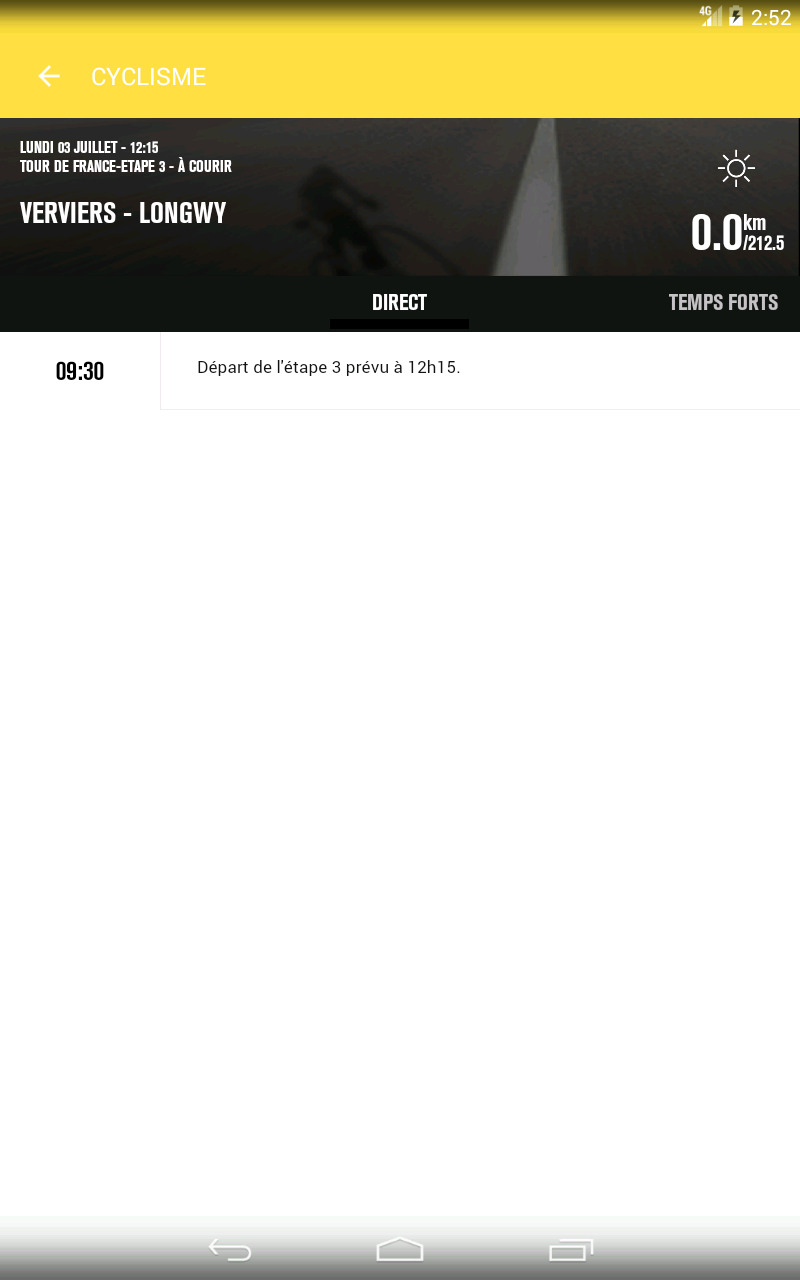 4G 2:52
CYCLISME
LUNDI 03 JUILLET - 12:15
TOUR DE FRANCE-ETAPE 3 - À COURIR
VERVIERS - LONGWY
0.0km
/212.5
DIRECT
TEMPS FORTS
09:30
Départ de l'étape 3 prévu à 12h15.